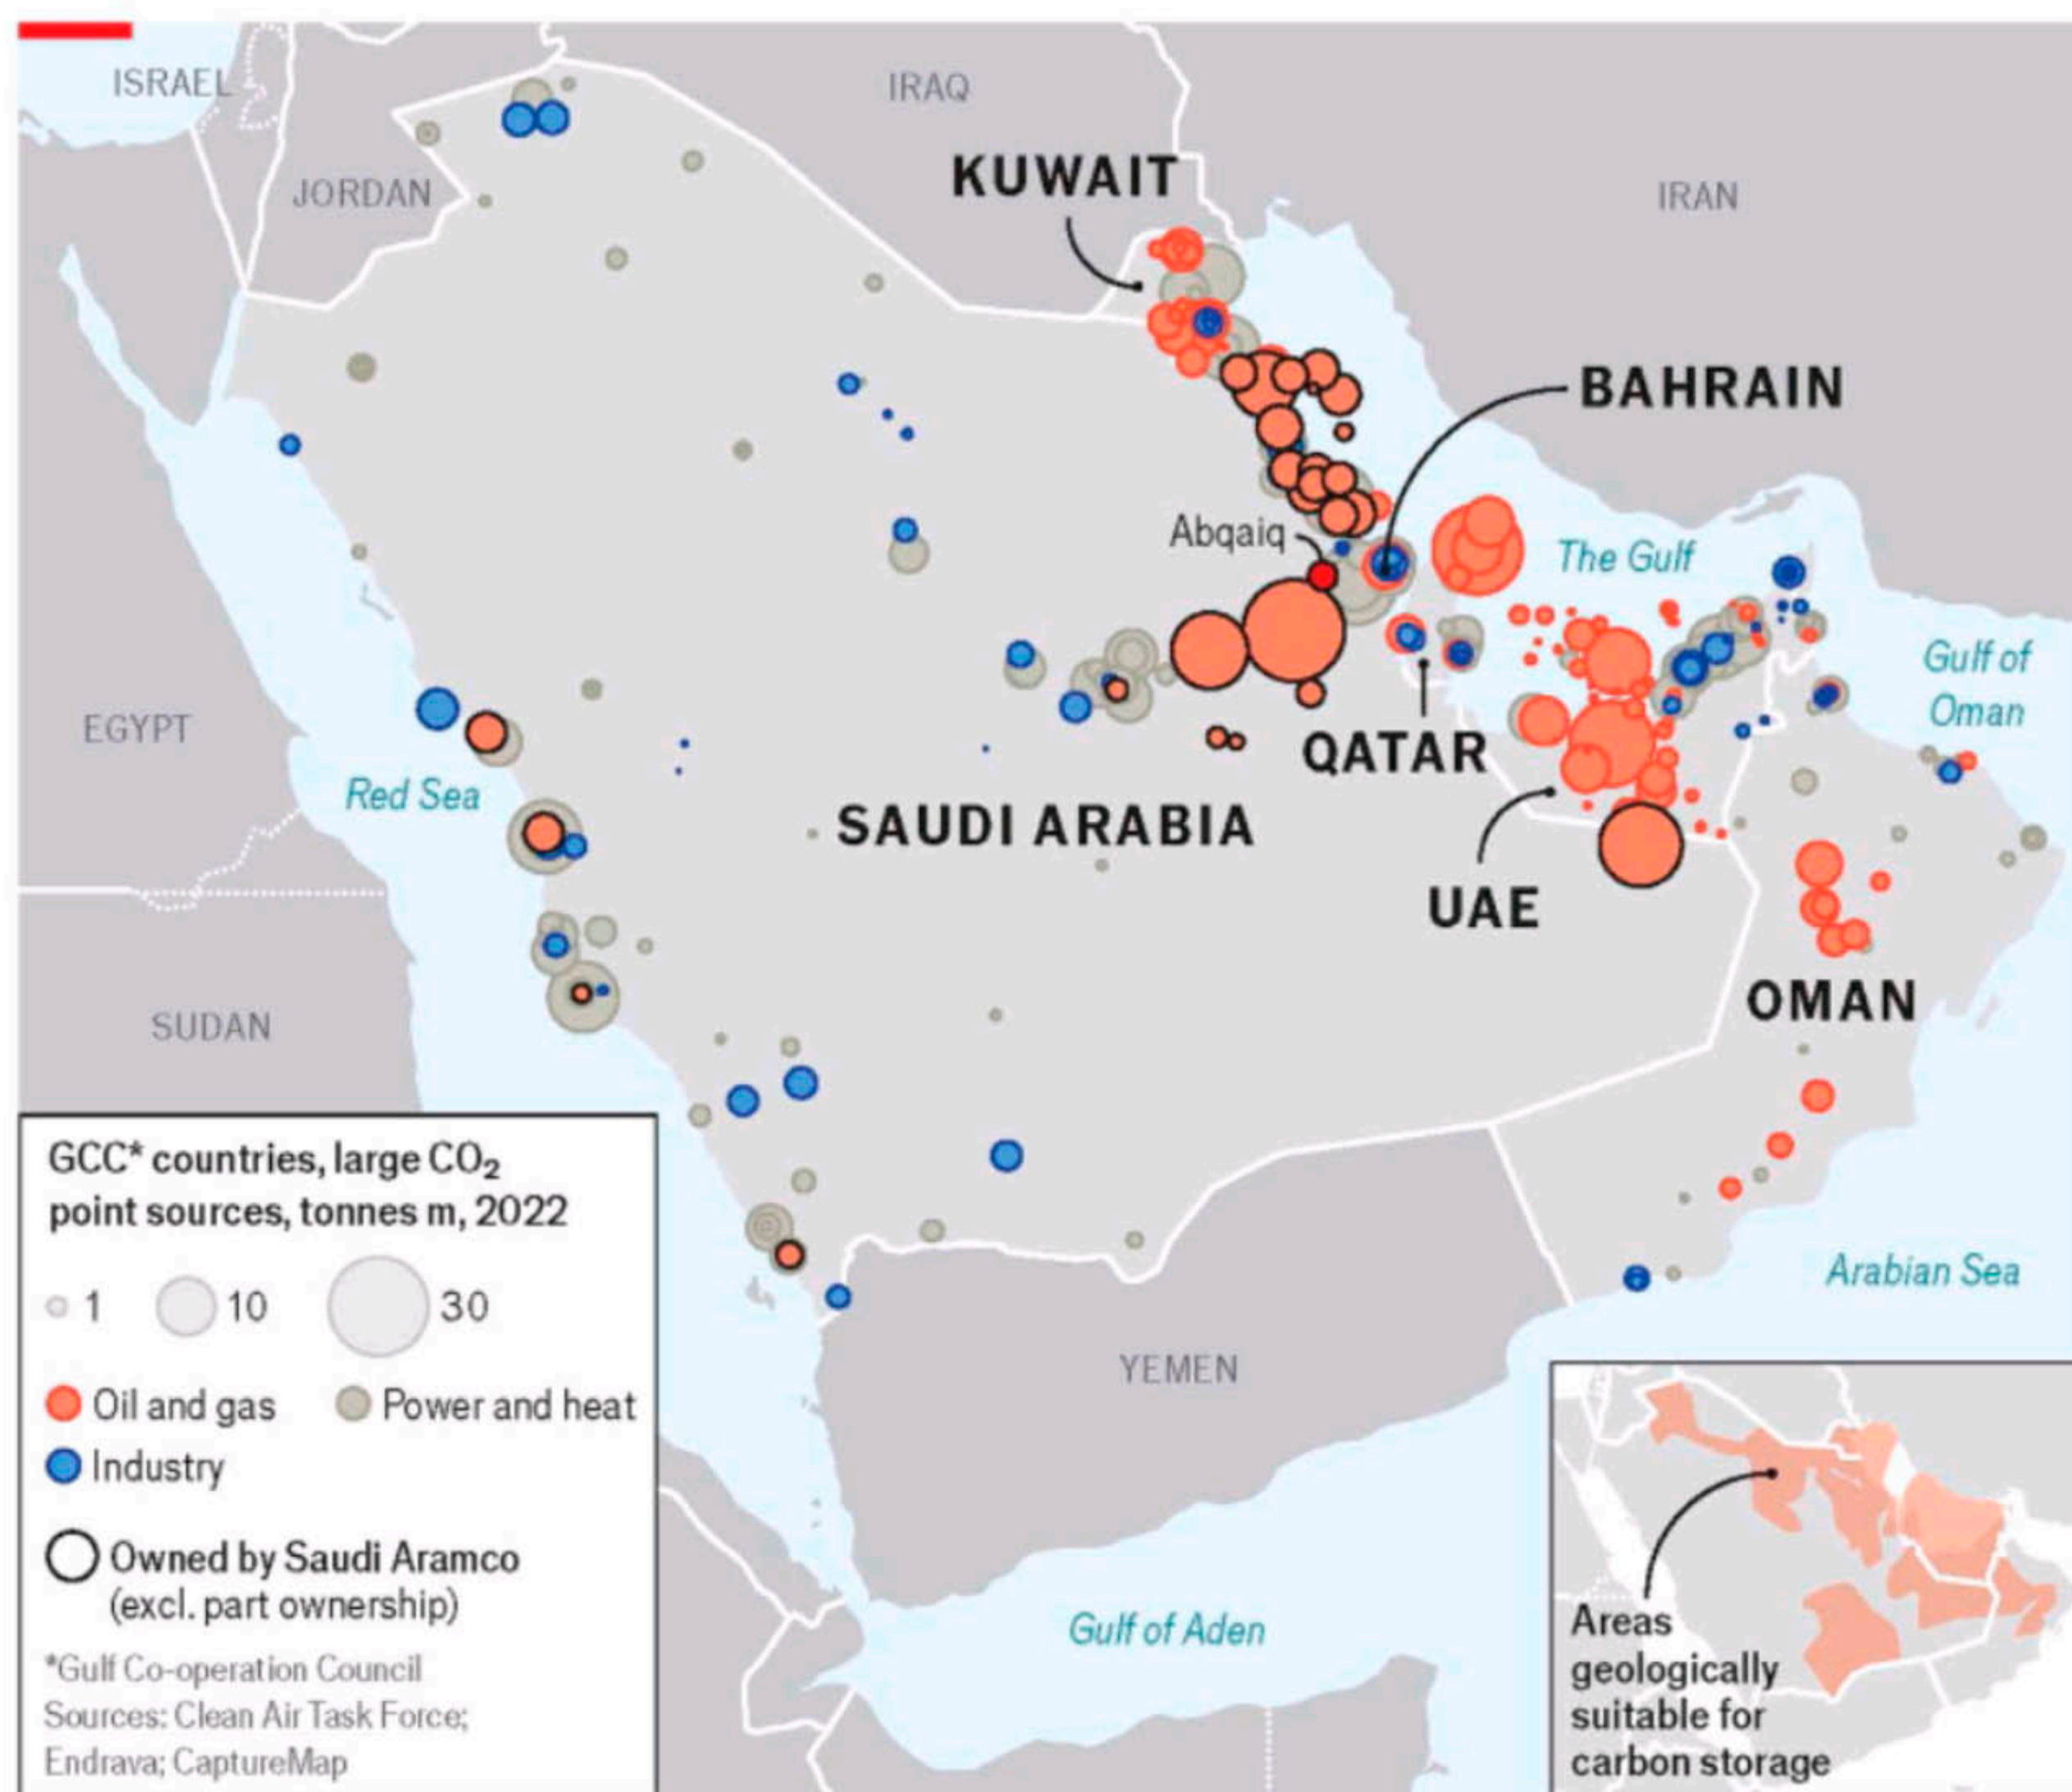 ISRAEL
IRAQ
JORDAN
KUWAIT
IRAN
BAHRAIN
Abqaiq
The Gulf
Gulf of
Oman
EGYPT
QATAR
Red Sea
SAUDI ARABIA
UAE
OMAN
SUDAN
GCC* countries, large CO₂
point sources, tonnes m, 2022
1 10 30
Oil and gas Power and heat
Industry
Owned by Saudi Aramco
(excl. part ownership)
*Gulf Co-operation Council
Sources: Clean Air Task Force;
Endrava; CaptureMap
Arabian Sea
YEMEN
Gulf of Aden
Areas
geologically
suitable for
carbon storage